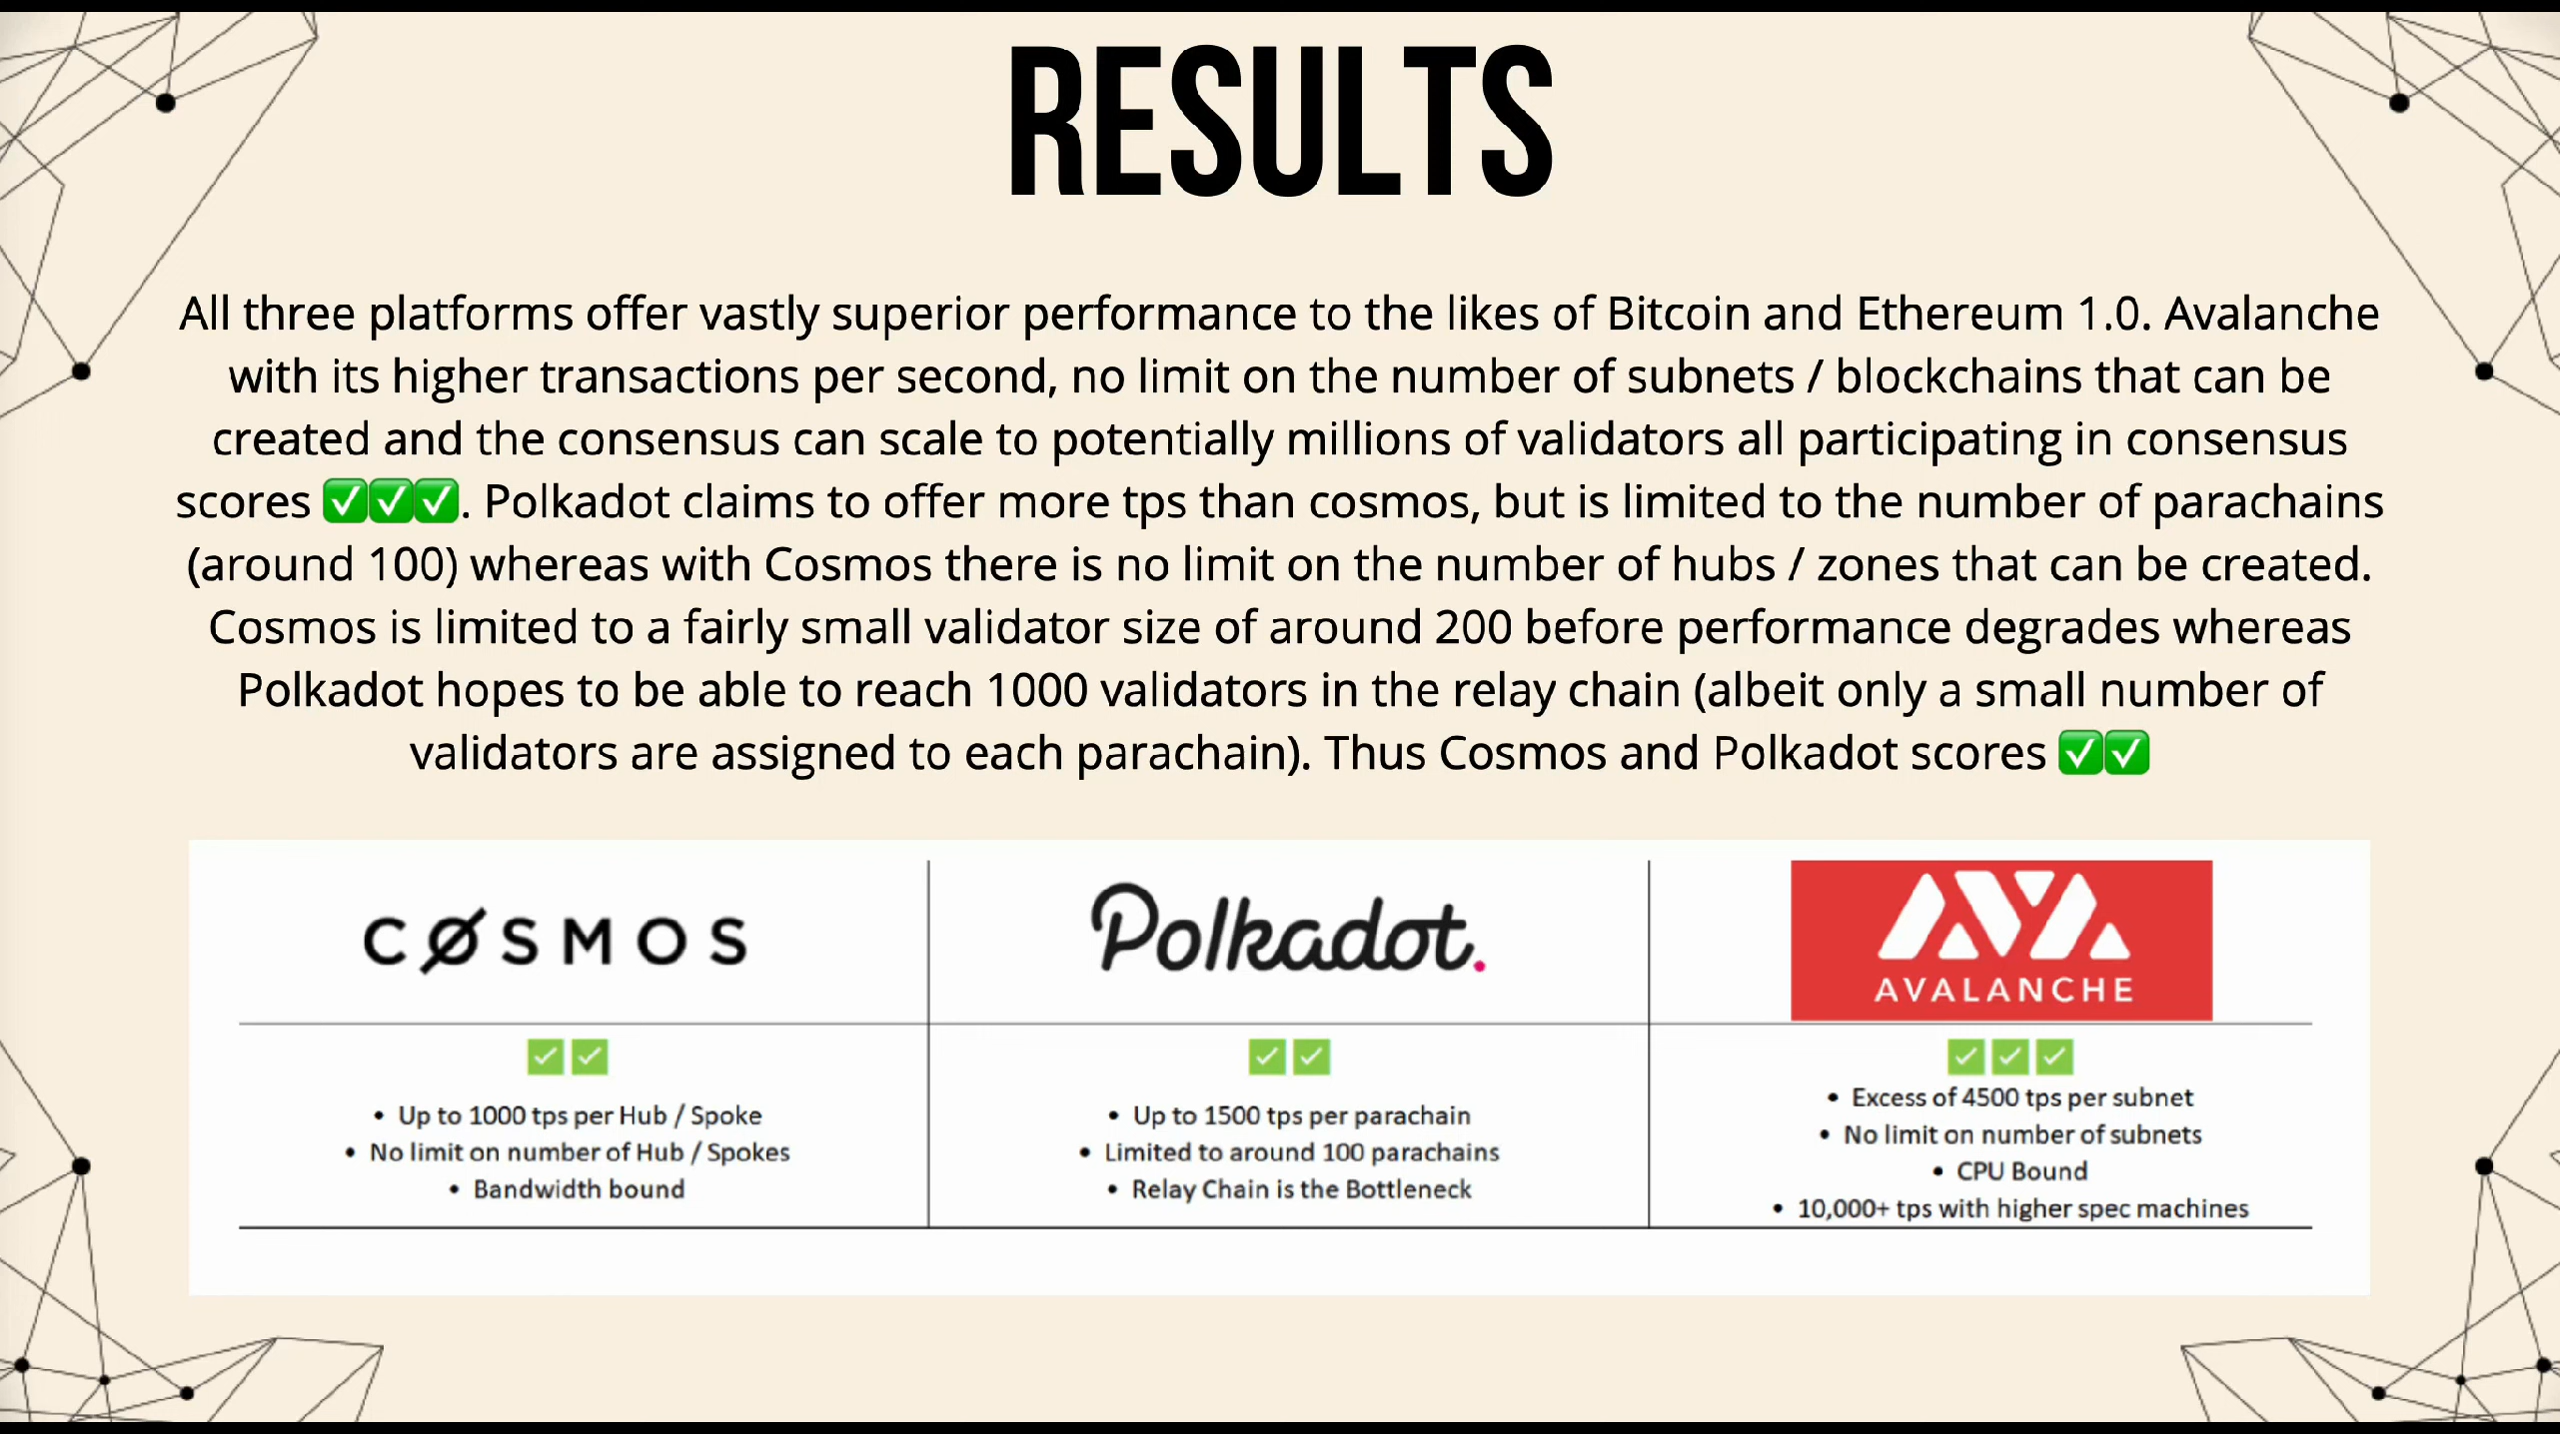 RESULTS
All three platforms offer vastly superior performance to the likes of Bitcoin and Ethereum 1.0. Avalanche
with its higher transactions per second, no limit on the number of subnets / blockchains that can be
created and the consensus can scale to potentially millions of validators all participating in consensus
scores ✅✅✅. Polkadot claims to offer more tps than cosmos, but is limited to the number of parachains
(around 100) whereas with Cosmos there is no limit on the number of hubs / zones that can be created.
Cosmos is limited to a fairly small validator size of around 200 before performance degrades whereas
Polkadot hopes to be able to reach 1000 validators in the relay chain (albeit only a small number of
validators are assigned to each parachain). Thus Cosmos and Polkadot scores ✅✅
CØSMOS
✅✅
• Up to 1000 tps per Hub / Spoke
• No limit on number of Hub / Spokes
• Bandwidth bound
Polkadot.
✅✅
• Up to 1500 tps per parachain
• Limited to around 100 parachains
• Relay Chain is the Bottleneck
AVA
AVALANCHE
✅✅✅
• Excess of 4500 tps per subnet
• No limit on number of subnets
• CPU Bound
• 10,000+ tps with higher spec machines